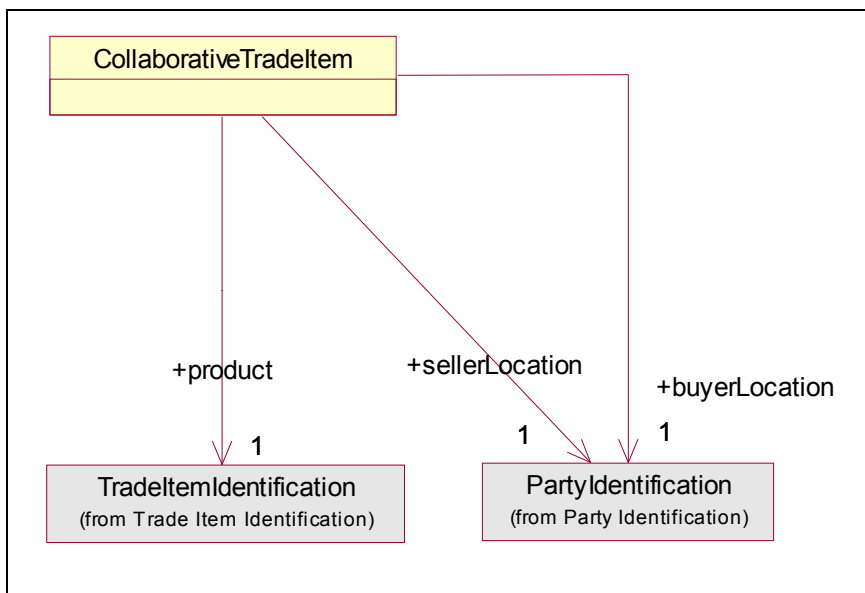 CollaborativeTradeItem
+product
+sellerLocation
+buyerLocation
1
1
1
TradeItemIdentification
(from Trade Item Identification)
PartyIdentification
(from Party Identification)